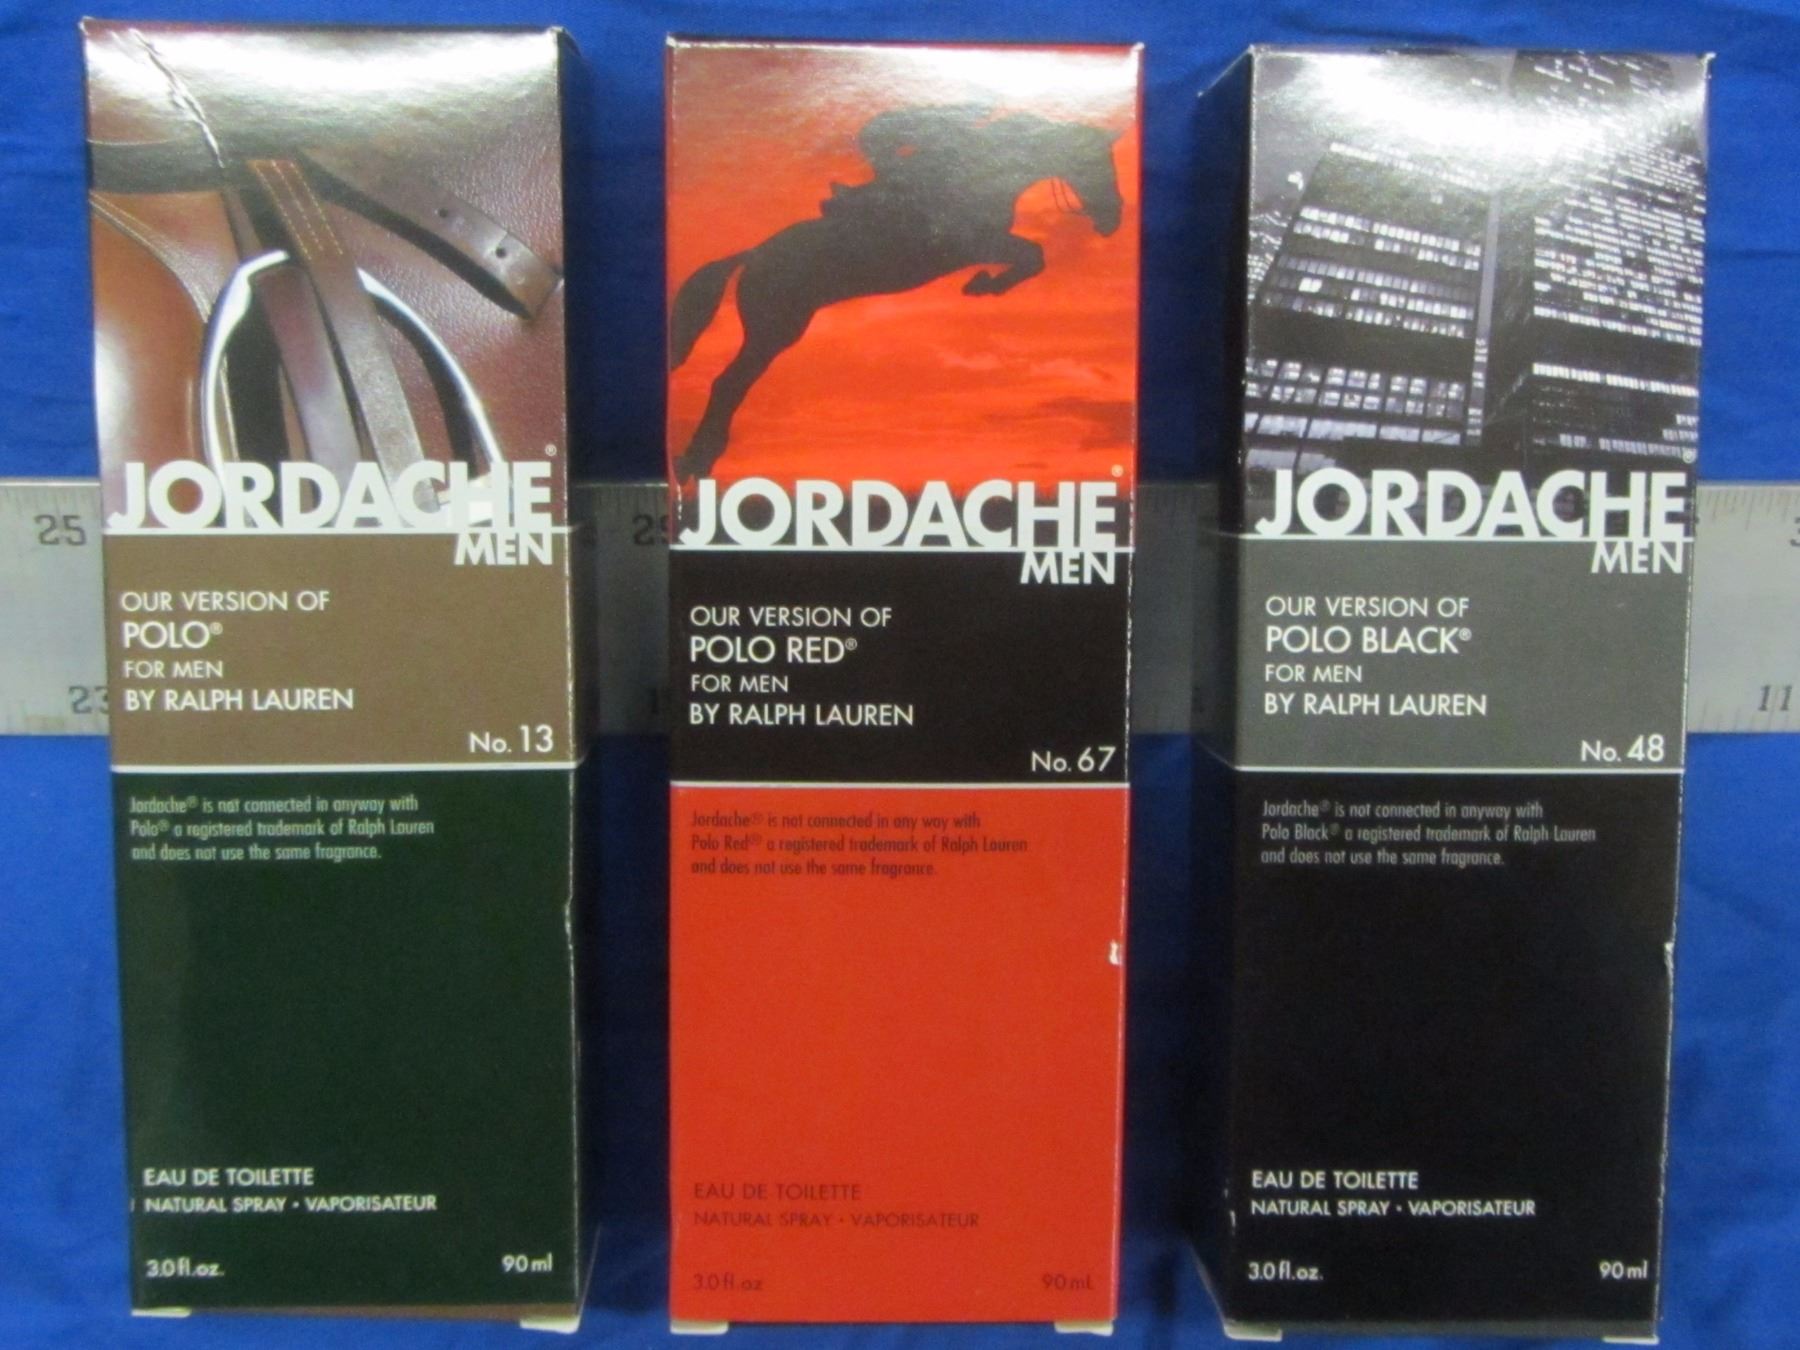 JORDACHE®
MEN
OUR VERSION OF
POLO®
FOR MEN
BY RALPH LAUREN
No. 13
Jordache® is not connected in anyway with
Polo® a registered trademark of Ralph Lauren
and does not use the same fragrance.
EAU DE TOILETTE
NATURAL SPRAY • VAPORISATEUR
3.0 fl.oz. 90 ml
JORDACHE®
MEN
OUR VERSION OF
POLO RED®
FOR MEN
BY RALPH LAUREN
No. 67
Jordache® is not connected in any way with
Polo Red® a registered trademark of Ralph Lauren
and does not use the same fragrance.
EAU DE TOILETTE
NATURAL SPRAY • VAPORISATEUR
3.0 fl.oz 90 mL
JORDACHE®
MEN
OUR VERSION OF
POLO BLACK®
FOR MEN
BY RALPH LAUREN
No. 48
Jordache® is not connected in anyway with
Polo Black® a registered trademark of Ralph Lauren
and does not use the same fragrance.
EAU DE TOILETTE
NATURAL SPRAY • VAPORISATEUR
3.0 fl.oz. 90 ml
25
23
11